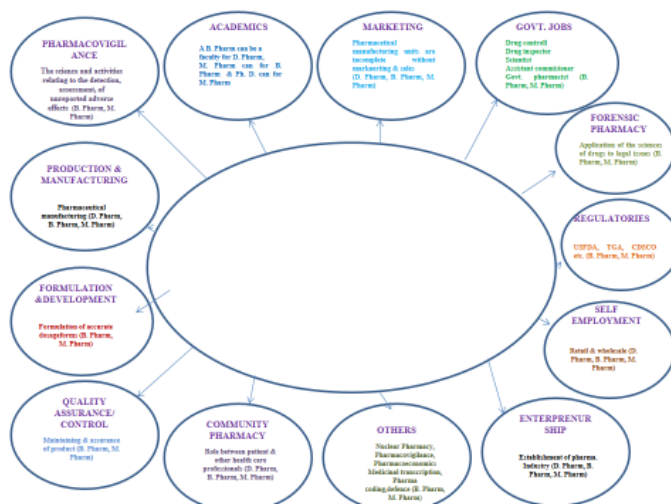 PHARMACOVIGIL
ANCE
The science and activities
relating to the detection,
assessment, of
unreported adverse
effects (B. Pharm, M.
Pharm)
ACADEMICS
A B. Pharm can be a
faculty for D. Pharm,
M. Pharm can for B.
Pharm & Ph. D. can for
M. Pharm
MARKETING
Pharmaceutical
manufacturing units are
incomplete without
markerting & sales
(D. Pharm, B. Pharm, M.
Pharm)
GOVT. JOBS
Drug controll
Drug inspector
Scientist
Assistant commitioner
Govt. pharmacist (B.
Pharm, M. Pharm)
FORENSIC
PHARMACY
Application of the sciences
of drugs to legal issues (B.
Pharm, M. Pharm)
PRODUCTION &
MANUFACTURING
Pharmaceutical
manufacturing (D. Pharm,
B. Pharm, M. Pharm)
REGULATORIES
USFDA, TGA, CDSCO
etc. (B. Pharm, M. Pharm)
FORMULATION
&DEVELOPMENT
Formulation of accurate
dosageforms (B. Pharm,
M. Pharm)
SELF
EMPLOYMENT
Retail & wholesale (D.
Pharm, B. Pharm, M.
Pharm)
QUALITY
ASSURANCE/
CONTROL
Maintaining & assurance
of product (B. Pharm, M.
Pharm)
COMMUNITY
PHARMACY
Role between patient &
other health care
professionals (D. Pharm,
B. Pharm, M. Pharm)
OTHERS
Nuclear Pharmacy,
Pharmacovigilance,
Pharmacoeconomics
Medicinal transcription,
Pharma
coding,defence (B. Pharm,
M. Pharm)
ENTERPRENUR
SHIP
Establishment of pharma.
Industry (D. Pharm, B.
Pharm, M. Pharm)